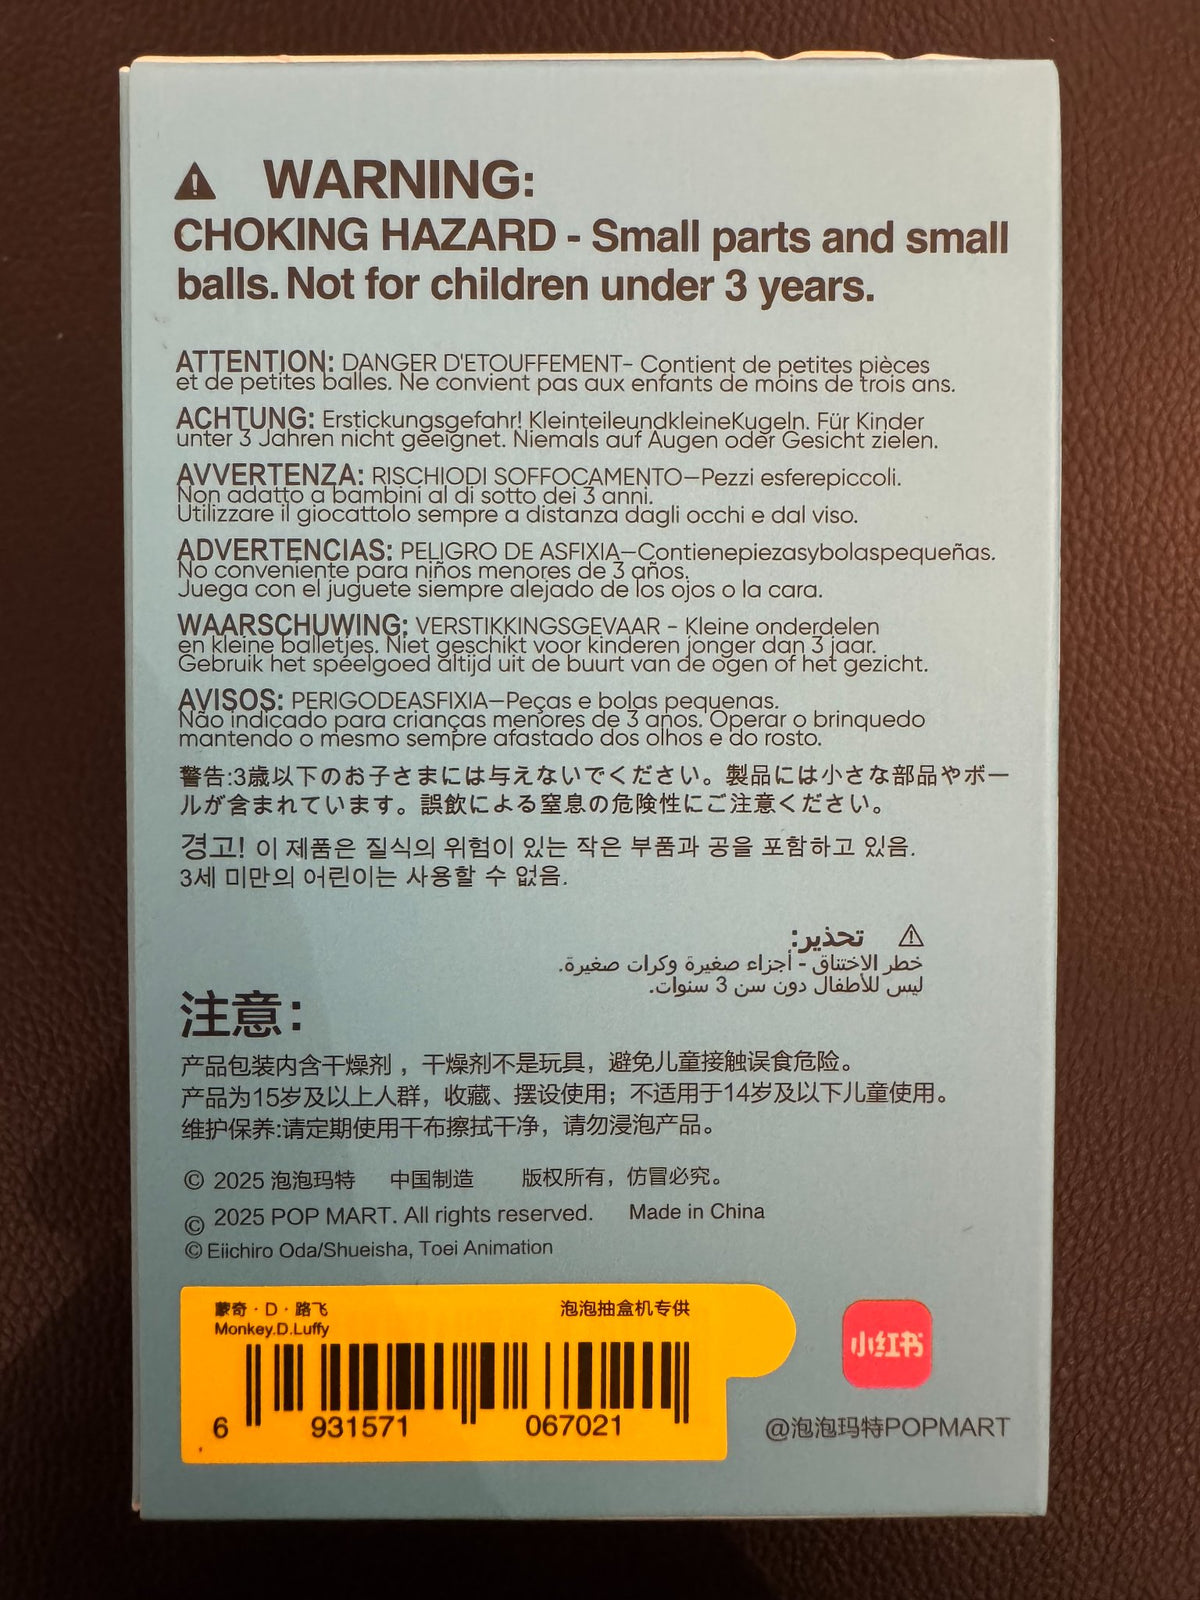 WARNING:
CHOKING HAZARD - Small parts and small
balls. Not for children under 3 years.
ATTENTION: DANGER D'ETOUFFEMENT- Contient de petites pièces
et de petites balles. Ne convient pas aux enfants de moins de trois ans.
ACHTUNG: Erstickungsgefahr! KleinteileundkleineKugeln. Für Kinder
unter 3 Jahren nicht geeignet. Niemals auf Augen oder Gesicht zielen.
AVVERTENZA: RISCHIODI SOFFOCAMENTO—Pezzi esferepiccoli.
Non adatto a bambini al di sotto dei 3 anni.
Utilizzare il giocattolo sempre a distanza dagli occhi e dal viso.
ADVERTENCIAS: PELIGRO DE ASFIXIA—Contienepiezasybolaspequeñas.
No conveniente para niños menores de 3 años.
Juega con el juguete siempre alejado de los ojos o la cara.
WAARSCHUWING: VERSTIKKINGSGEVAAR - Kleine onderdelen
en kleine balletjes. Niet geschikt voor kinderen jonger dan 3 jaar.
Gebruik het speelgoed altijd uit de buurt van de ogen of het gezicht.
AVISOS: PERIGODEASFIXIA—Peças e bolas pequenas.
Não indicado para crianças menores de 3 anos. Operar o brinquedo
mantendo o mesmo sempre afastado dos olhos e do rosto.
警告:3歳以下のお子さまには与えないでください。製品には小さな部品やボー
ルが含まれています。誤飲による窒息の危険性にご注意ください。
경고! 이 제품은 질식의 위험이 있는 작은 부품과 공을 포함하고 있음.
3세 미만의 어린이는 사용할 수 없음.
تحذير:
خطر الاختناق - أجزاء صغيرة وكرات صغيرة.
ليس للأطفال دون سن 3 سنوات.
注意:
产品包装内含干燥剂，干燥剂不是玩具，避免儿童接触误食危险。
产品为15岁及以上人群，收藏、摆设使用；不适用于14岁及以下儿童使用。
维护保养:请定期使用干布擦拭干净，请勿浸泡产品。
© 2025 泡泡玛特 中国制造 版权所有，仿冒必究。
© 2025 POP MART. All rights reserved. Made in China
© Eiichiro Oda/Shueisha, Toei Animation
蒙奇·D·路飞 泡泡抽盒机专供
Monkey.D.Luffy
6 931571 067021
小红书
@泡泡玛特POPMART